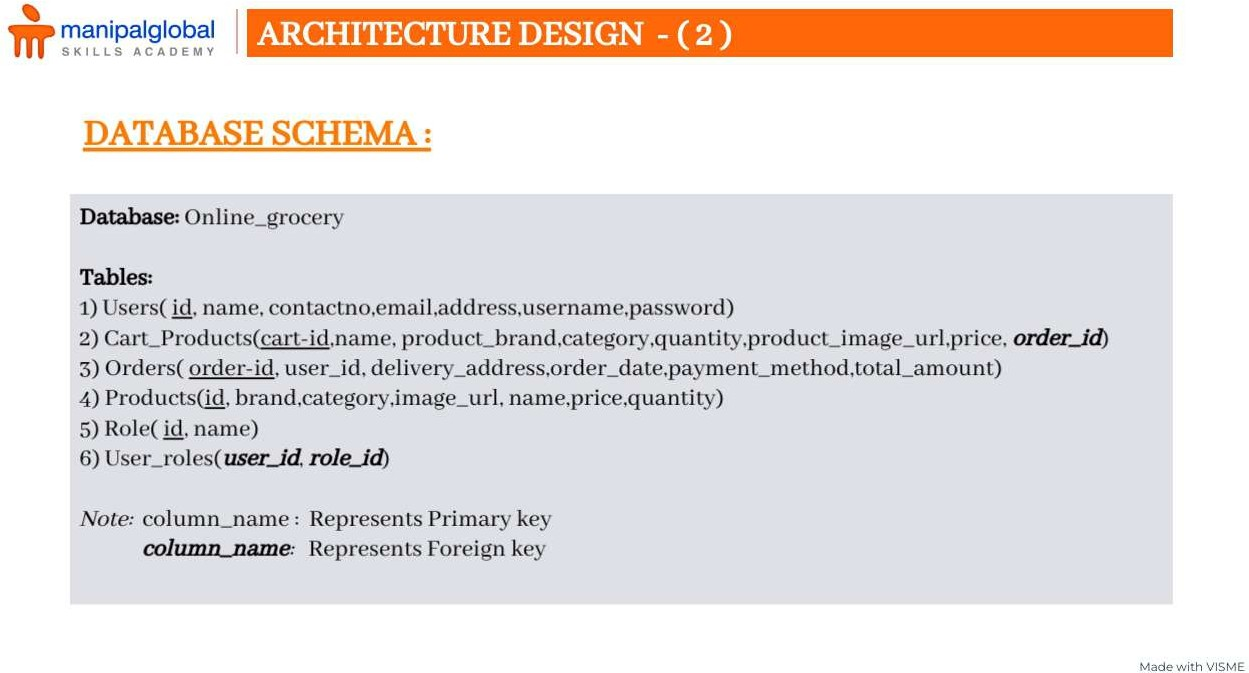 manipalglobal
SKILLS ACADEMY
ARCHITECTURE DESIGN - ( 2 )
DATABASE SCHEMA :
Database: Online_grocery
Tables:
1) Users( id, name, contactno,email,address,username,password)
2) Cart_Products(cart-id,name, product_brand,category,quantity,product_image_url,price, order_id)
3) Orders( order-id, user_id, delivery_address,order_date,payment_method,total_amount)
4) Products(id, brand,category,image_url, name,price,quantity)
5) Role( id, name)
6) User_roles(user_id, role_id)
Note: column_name : Represents Primary key
column_name: Represents Foreign key
Made with VISME